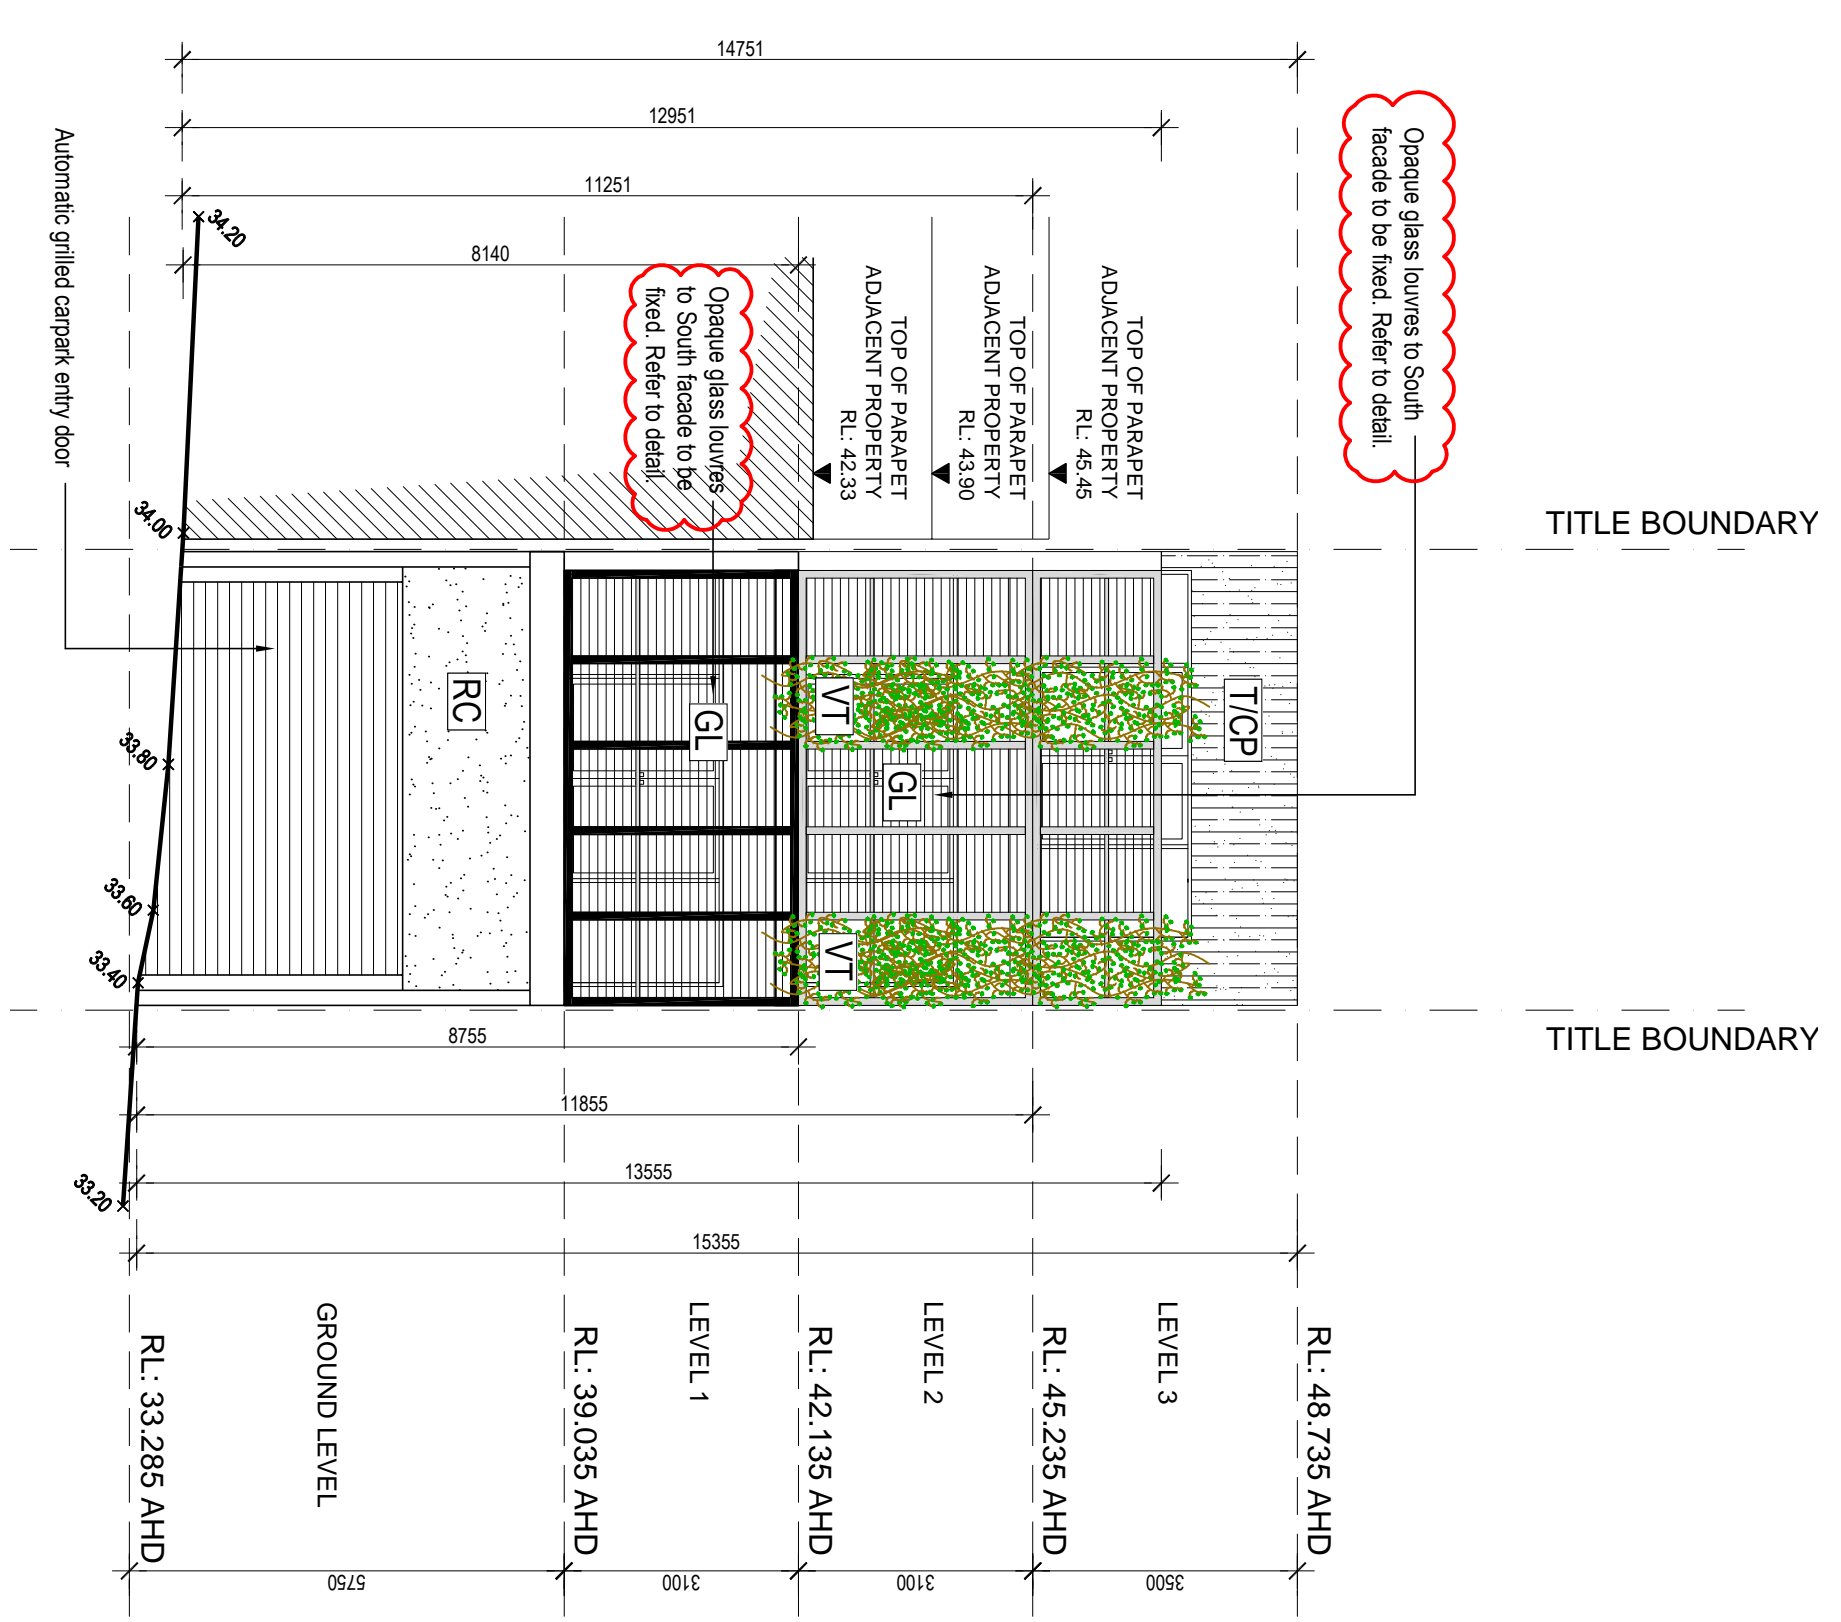 14751
12951
11251
8140
Opaque glass louvres to South
facade to be fixed. Refer to detail.
TITLE BOUNDARY
TOP OF PARAPET
ADJACENT PROPERTY
RL: 45.45
TOP OF PARAPET
ADJACENT PROPERTY
RL: 43.90
TOP OF PARAPET
ADJACENT PROPERTY
RL: 42.33
Opaque glass louvres
to South facade to be
fixed. Refer to detail.
Automatic grilled carpark entry door
34.20
34.00
33.80
33.60
33.40
33.20
RC
GL
VT
GL
VT
T/CP
TITLE BOUNDARY
8755
11855
13555
15355
RL: 48.735 AHD
LEVEL 3
RL: 45.235 AHD
LEVEL 2
RL: 42.135 AHD
LEVEL 1
RL: 39.035 AHD
GROUND LEVEL
RL: 33.285 AHD
3500
3100
3100
5750